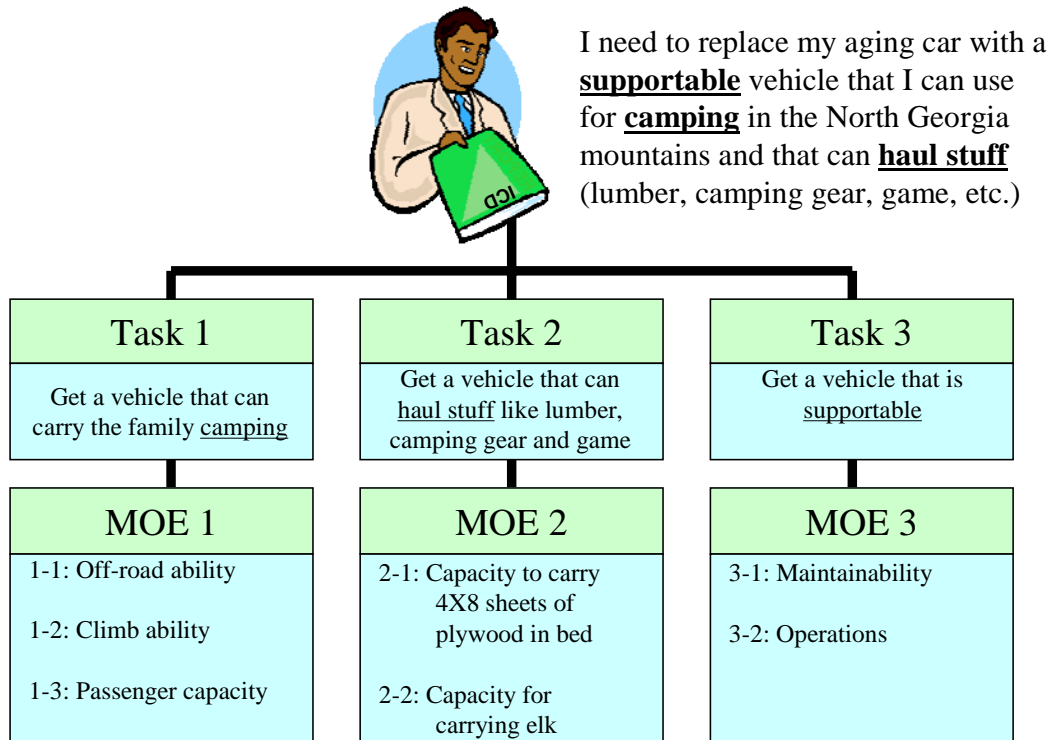 I need to replace my aging car with a
supportable vehicle that I can use
for camping in the North Georgia
mountains and that can haul stuff
(lumber, camping gear, game, etc.)
ICD
Task 1
Get a vehicle that can
carry the family camping
Task 2
Get a vehicle that can
haul stuff like lumber,
camping gear and game
Task 3
Get a vehicle that is
supportable
MOE 1
1-1: Off-road ability
1-2: Climb ability
1-3: Passenger capacity
MOE 2
2-1: Capacity to carry
4X8 sheets of
plywood in bed
2-2: Capacity for
carrying elk
MOE 3
3-1: Maintainability
3-2: Operations